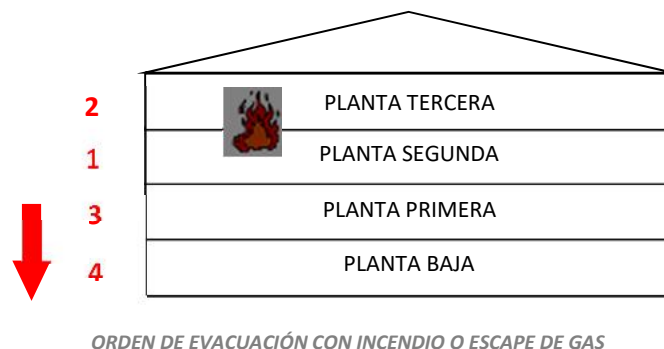 2 PLANTA TERCERA
1 PLANTA SEGUNDA
3 PLANTA PRIMERA
4 PLANTA BAJA
ORDEN DE EVACUACIÓN CON INCENDIO O ESCAPE DE GAS